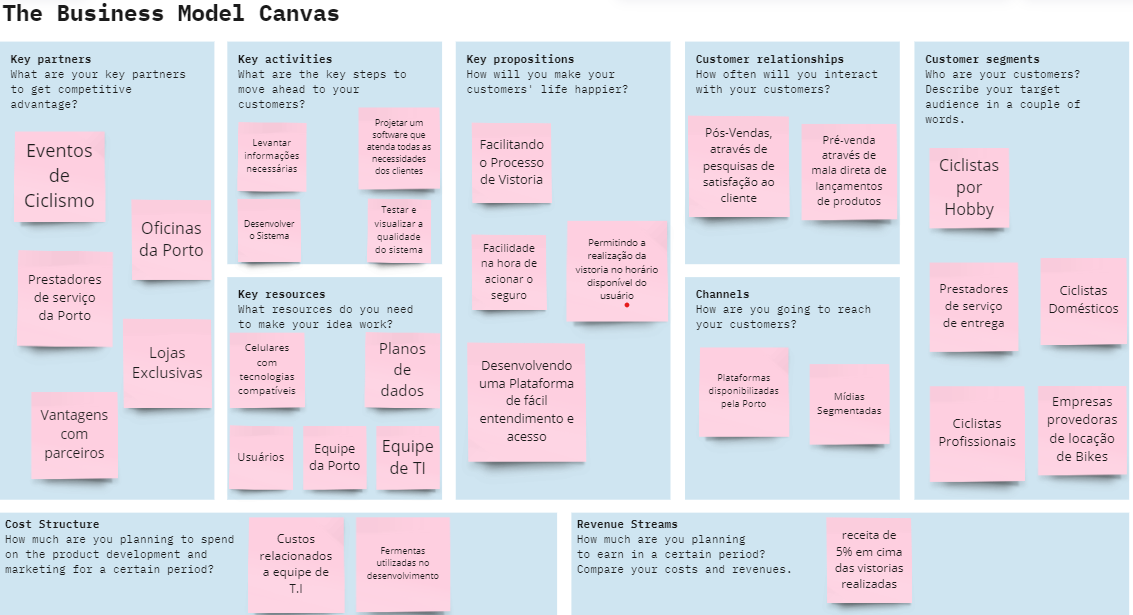 The Business Model Canvas
Key partners
What are your key partners
to get competitive
advantage?
Eventos
de
Ciclismo
Oficinas
da Porto
Prestadores
de serviço
da Porto
Lojas
Exclusivas
Vantagens
com
parceiros
Key activities
What are the key steps to
move ahead to your
customers?
Levantar
informações
necessárias
Projetar um
software que
atenda todas as
necessidades
dos clientes
Desenvolver
o Sistema
Testar e
visualizar a
qualidade
do sistema
Key resources
What resources do you need
to make your idea work?
Celulares
com
tecnologias
compatíveis
Planos
de
dados
Usuários
Equipe
da Porto
Equipe
de TI
Key propositions
How will you make your
customers' life happier?
Facilitando
o Processo
de Vistoria
Facilidade
na hora de
acionar o
seguro
Permitindo a
realização da
vistoria no horário
disponível do
usuário
Desenvolvendo
uma Plataforma
de fácil
entendimento e
acesso
Customer relationships
How often will you interact
with your customers?
Pós-Vendas,
através de
pesquisas de
satisfação ao
cliente
Pré-venda
através de
mala direta de
lançamentos
de produtos
Channels
How are you going to reach
your customers?
Plataformas
disponibilizadas
pela Porto
Mídias
Segmentadas
Customer segments
Who are your customers?
Describe your target
audience in a couple of
words.
Ciclistas
por
Hobby
Prestadores
de serviço
de entrega
Ciclistas
Domésticos
Ciclistas
Profissionais
Empresas
provedoras
de locação
de Bikes
Cost Structure
How much are you planning to spend
on the product development and
marketing for a certain period?
Custos
relacionados
a equipe de
T.I
Fermentas
utilizadas no
desenvolvimento
Revenue Streams
How much are you planning
to earn in a certain period?
Compare your costs and revenues.
receita de
5% em cima
das vistorias
realizadas